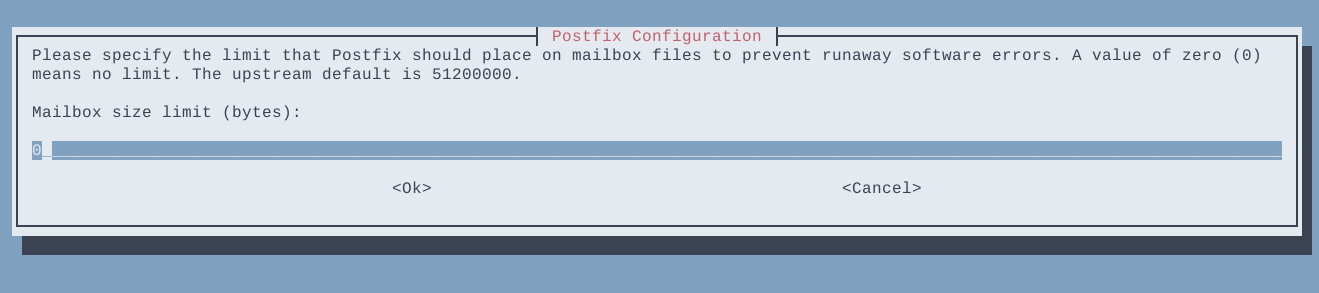 Postfix Configuration
Please specify the limit that Postfix should place on mailbox files to prevent runaway software errors. A value of zero (0)
means no limit. The upstream default is 51200000.
Mailbox size limit (bytes):
0
<Ok> <Cancel>